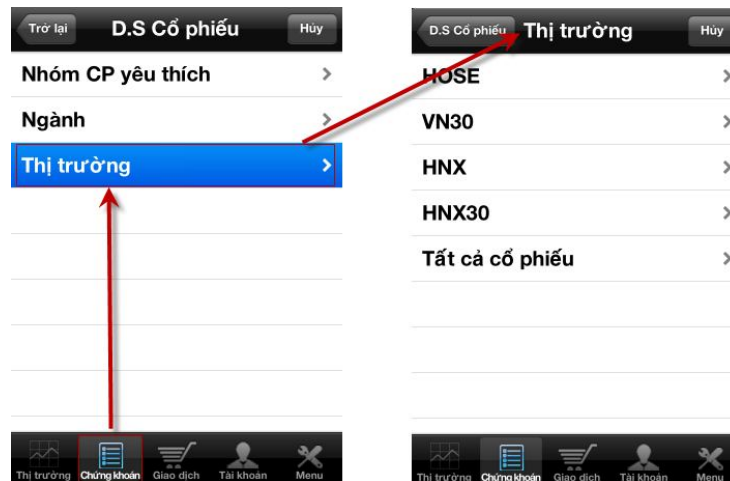 Trở lại
D.S Cổ phiếu
Hủy
Nhóm CP yêu thích
Ngành
Thị trường
Thị trường
Chứng khoán
Giao dịch
Tài khoản
Menu
D.S Cổ phiếu
Thị trường
Hủy
HOSE
VN30
HNX
HNX30
Tất cả cổ phiếu
Thị trường
Chứng khoán
Giao dịch
Tài khoản
Menu